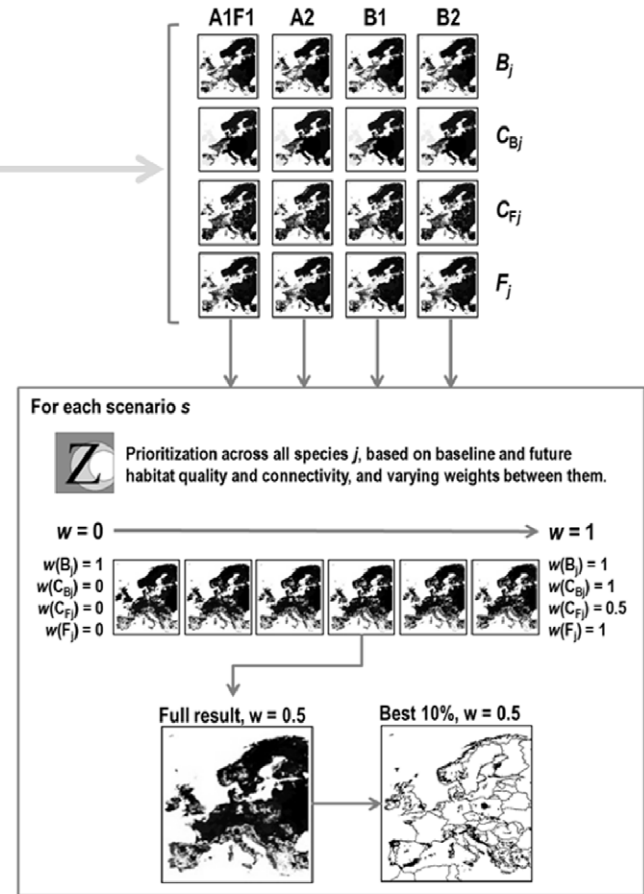 A1F1 A2 B1 B2
Bj
CBj
CFj
Fj
For each scenario s
Z
Prioritization across all species j, based on baseline and future
habitat quality and connectivity, and varying weights between them.
w = 0 w = 1
w(Bj) = 1 w(Bj) = 1
w(CBj) = 0 w(CBj) = 1
w(CFj) = 0 w(CFj) = 0.5
w(Fj) = 0 w(Fj) = 1
Full result, w = 0.5 Best 10%, w = 0.5